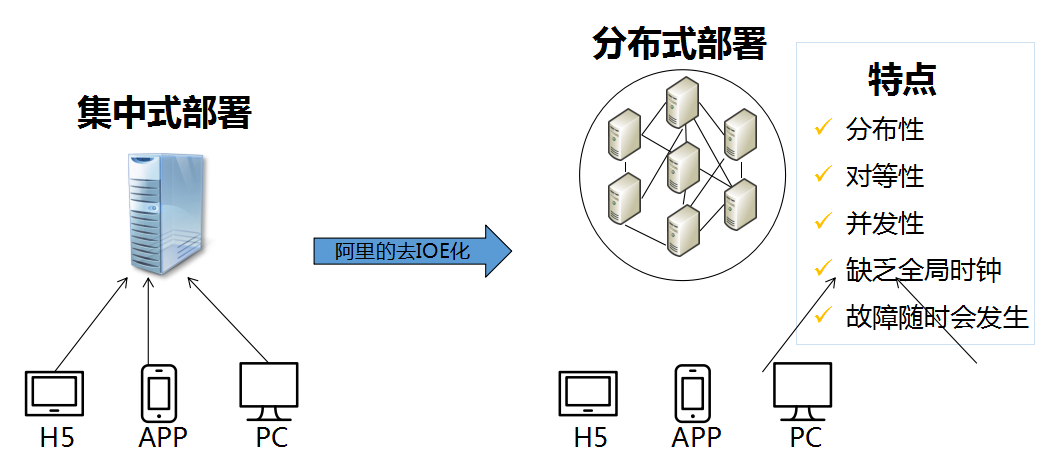 集中式部署
H5
APP
PC
阿里的去IOE化
分布式部署
H5
APP
PC
特点
分布性
对等性
并发性
缺乏全局时钟
故障随时会发生